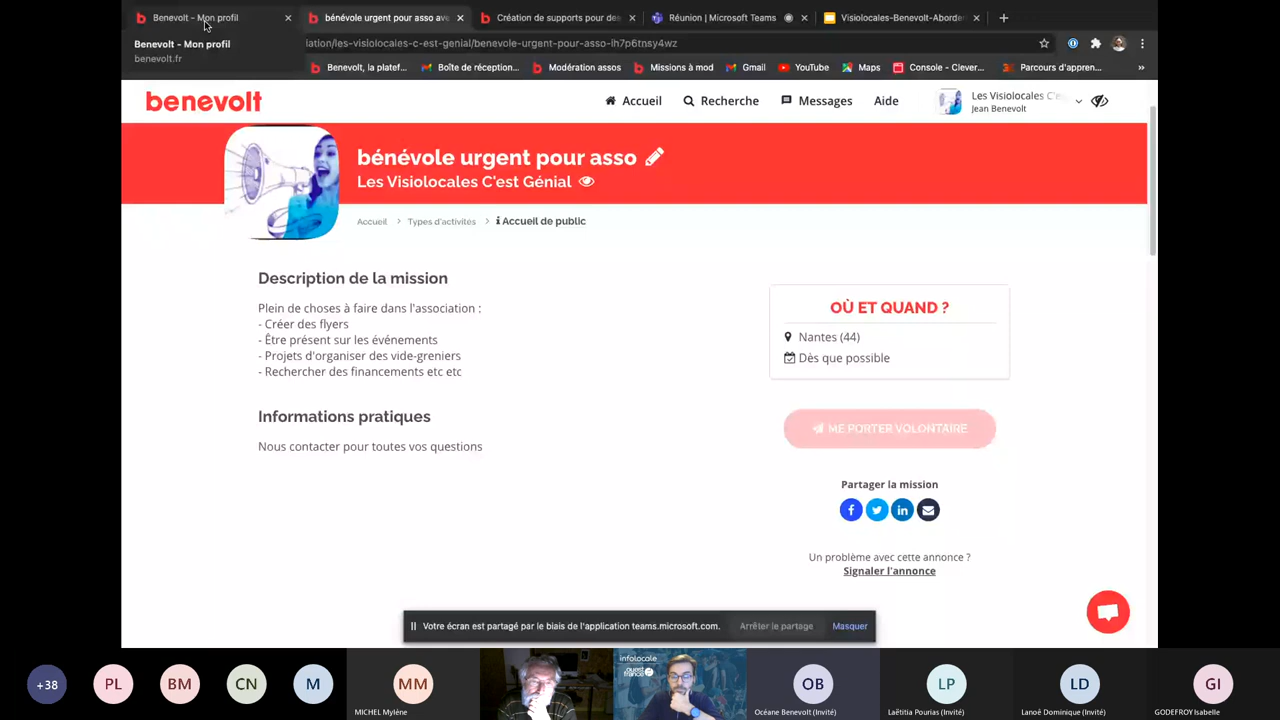 Benevolt - Mon profil
bénévole urgent pour asso ave
Création de supports pour des
Réunion | Microsoft Teams
Visiolocales-Benevolt-Aborder
Benevolt - Mon profil
benevolt.fr
lation/les-visiolocales-c-est-genial/benevole-urgent-pour-asso-ih7p6tnsy4wz
Benevolt, la platef...
Boîte de réception...
Modération assos
Missions à mod
Gmail
YouTube
Maps
Console - Clever...
Parcours d'appren...
»
benevolt
Accueil
Recherche
Messages
Aide
Les Visiolocales C'e
Jean Benevolt
bénévole urgent pour asso
Les Visiolocales C'est Génial
Accueil > Types d'activités > Accueil de public
Description de la mission
Plein de choses à faire dans l'association :
- Créer des flyers
- Être présent sur les événements
- Projets d'organiser des vide-greniers
- Rechercher des financements etc etc
Informations pratiques
Nous contacter pour toutes vos questions
OÙ ET QUAND ?
Nantes (44)
Dès que possible
ME PORTER VOLONTAIRE
Partager la mission
Un problème avec cette annonce ?
Signaler l'annonce
Votre écran est partagé par le biais de l'application teams.microsoft.com.
Arrêter le partage
Masquer
+38
PL
BM
CN
M
MM
MICHEL Mylène
infolocale
ouest
france
OB
Océane Benevolt (Invité)
LP
Laëtitia Pourias (Invité)
LD
Lanoé Dominique (Invité)
GI
GODEFROY Isabelle